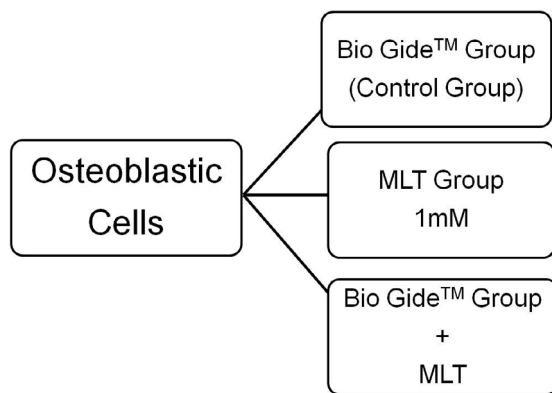 Osteoblastic
Cells
Bio Gide™ Group
(Control Group)
MLT Group
1mM
Bio Gide™ Group
+
MLT